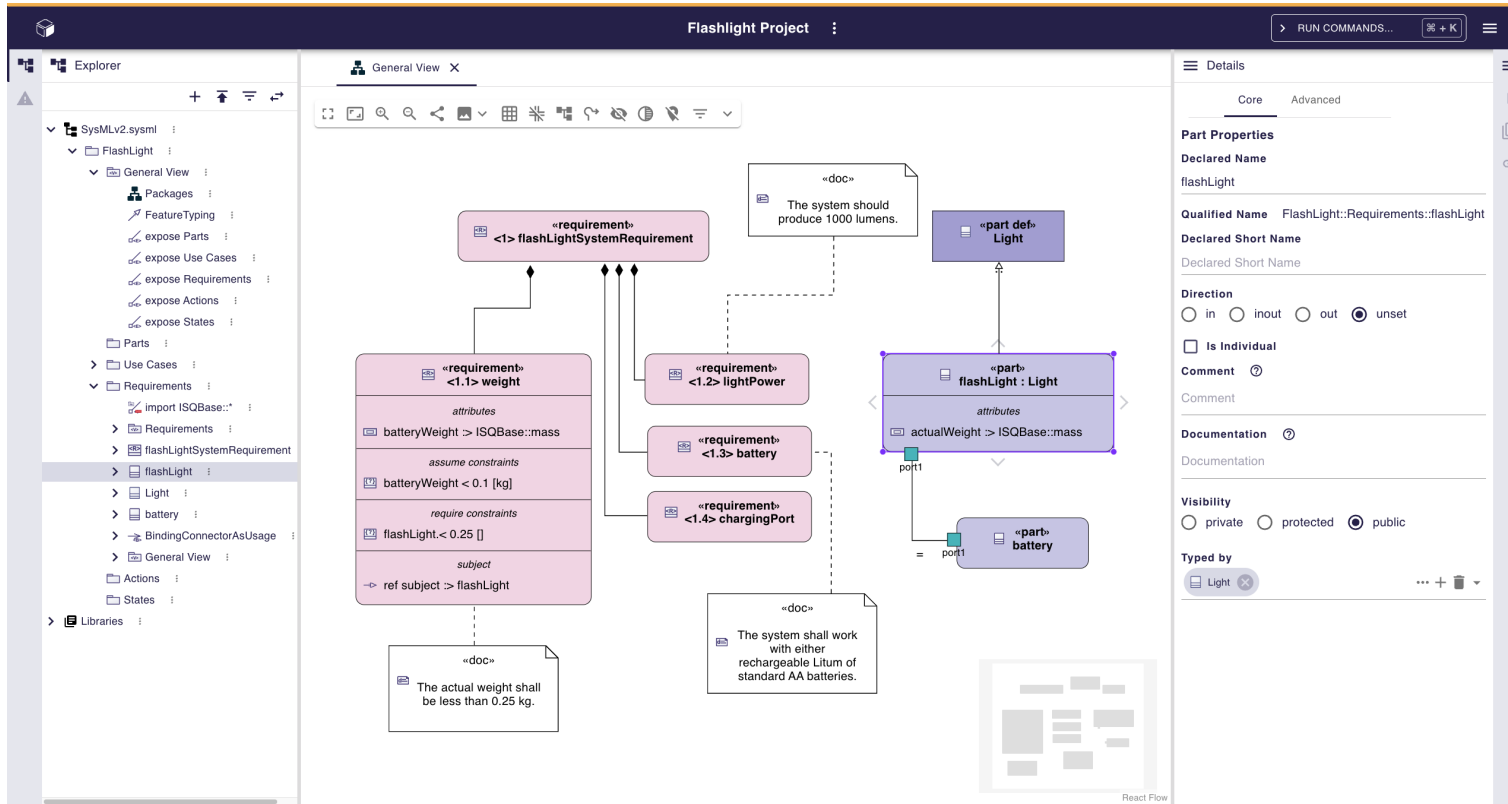 Flashlight Project
RUN COMMANDS...
⌘ + K
Explorer
SysMLv2.sysml
FlashLight
General View
Packages
FeatureTyping
expose Parts
expose Use Cases
expose Requirements
expose Actions
expose States
Parts
Use Cases
Requirements
import ISQBase::*
Requirements
flashLightSystemRequirement
flashLight
Light
battery
BindingConnectorAsUsage
General View
Actions
States
Libraries
General View
«doc»
The system should
produce 1000 lumens.
«requirement»
<1> flashLightSystemRequirement
«part def»
Light
«requirement»
<1.1> weight
attributes
batteryWeight :> ISQBase::mass
assume constraints
batteryWeight < 0.1 [kg]
require constraints
flashLight.< 0.25 []
subject
ref subject :> flashLight
«requirement»
<1.2> lightPower
«requirement»
<1.3> battery
«requirement»
<1.4> chargingPort
«part»
flashLight : Light
attributes
actualWeight :> ISQBase::mass
port1
=
port1
«part»
battery
«doc»
The actual weight shall
be less than 0.25 kg.
«doc»
The system shall work
with either
rechargeable Litum of
standard AA batteries.
React Flow
Details
Core
Advanced
Part Properties
Declared Name
flashLight
Qualified Name FlashLight::Requirements::flashLight
Declared Short Name
Declared Short Name
Direction
in inout out unset
Is Individual
Comment
Comment
Documentation
Documentation
Visibility
private protected public
Typed by
Light